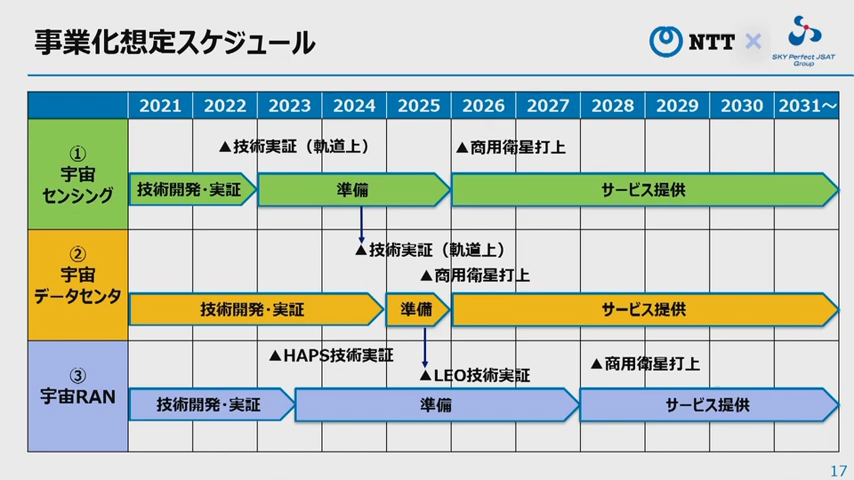 事業化想定スケジュール
NTT
×
SKY Perfect JSAT
Group
2021 2022 2023 2024 2025 2026 2027 2028 2029 2030 2031～
①
宇宙
センシング
▲技術実証（軌道上）
▲商用衛星打上
技術開発・実証
準備
サービス提供
②
宇宙
データセンタ
▲技術実証（軌道上）
▲商用衛星打上
技術開発・実証
準備
サービス提供
③
宇宙RAN
▲HAPS技術実証
▲LEO技術実証
▲商用衛星打上
技術開発・実証
準備
サービス提供
17